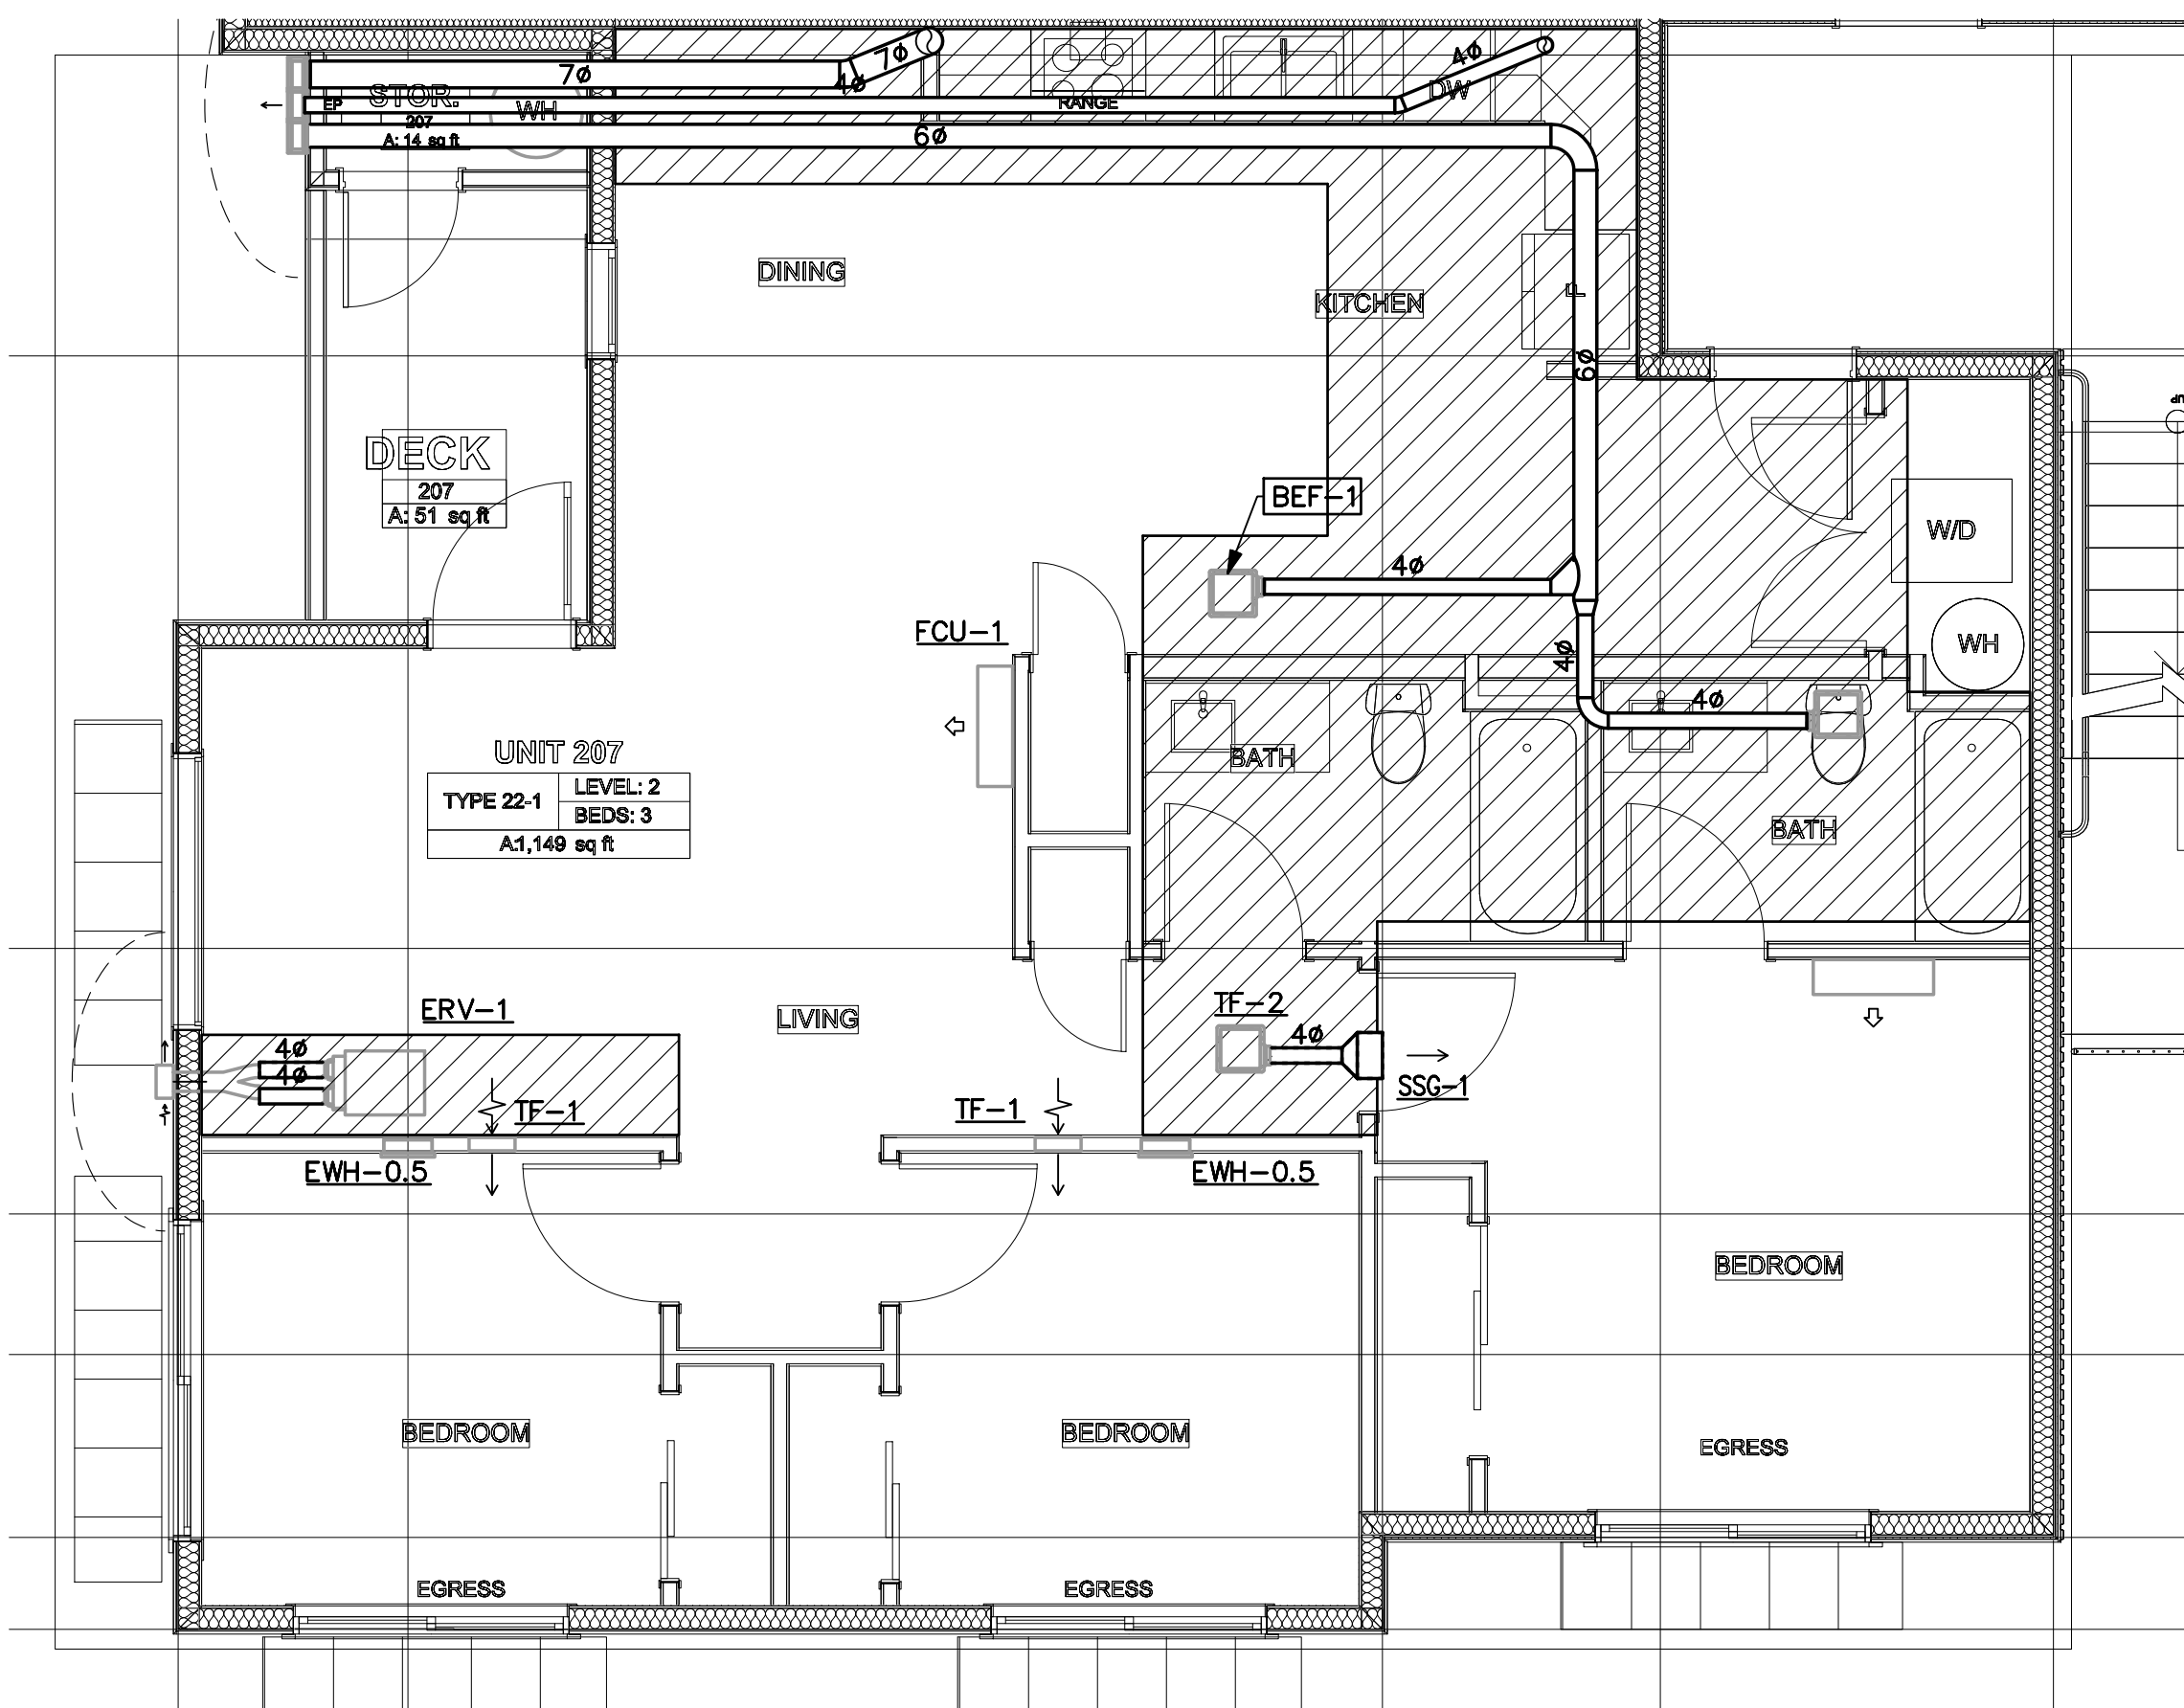 7ø
7ø
4ø
4ø
STOR.
EP
WH
207
A: 14 sq ft
RANGE
DW
6ø
DINING
KITCHEN
F
6ø
UP
DECK
207
A: 51 sq ft
BEF-1
W/D
4ø
FCU-1
4ø
WH
4ø
UNIT 207
TYPE 22-1
LEVEL: 2
BEDS: 3
A:1,149 sq ft
BATH
BATH
ERV-1
LIVING
TF-2
4ø
4ø
4ø
SSG-1
TF-1
TF-1
EWH-0.5
EWH-0.5
BEDROOM
BEDROOM
BEDROOM
EGRESS
EGRESS
EGRESS